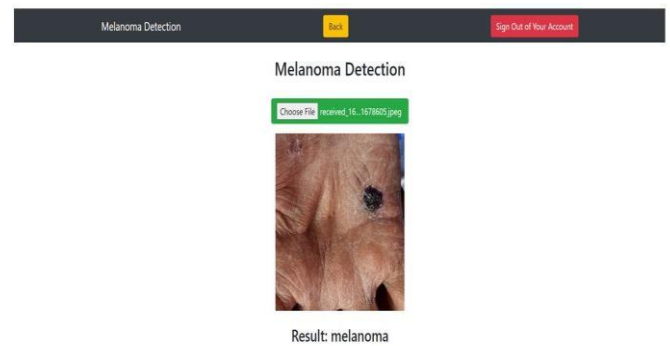 Melanoma Detection Back Sign Out of Your Account
Melanoma Detection
Choose File received_16...1678605.jpeg
Result: melanoma